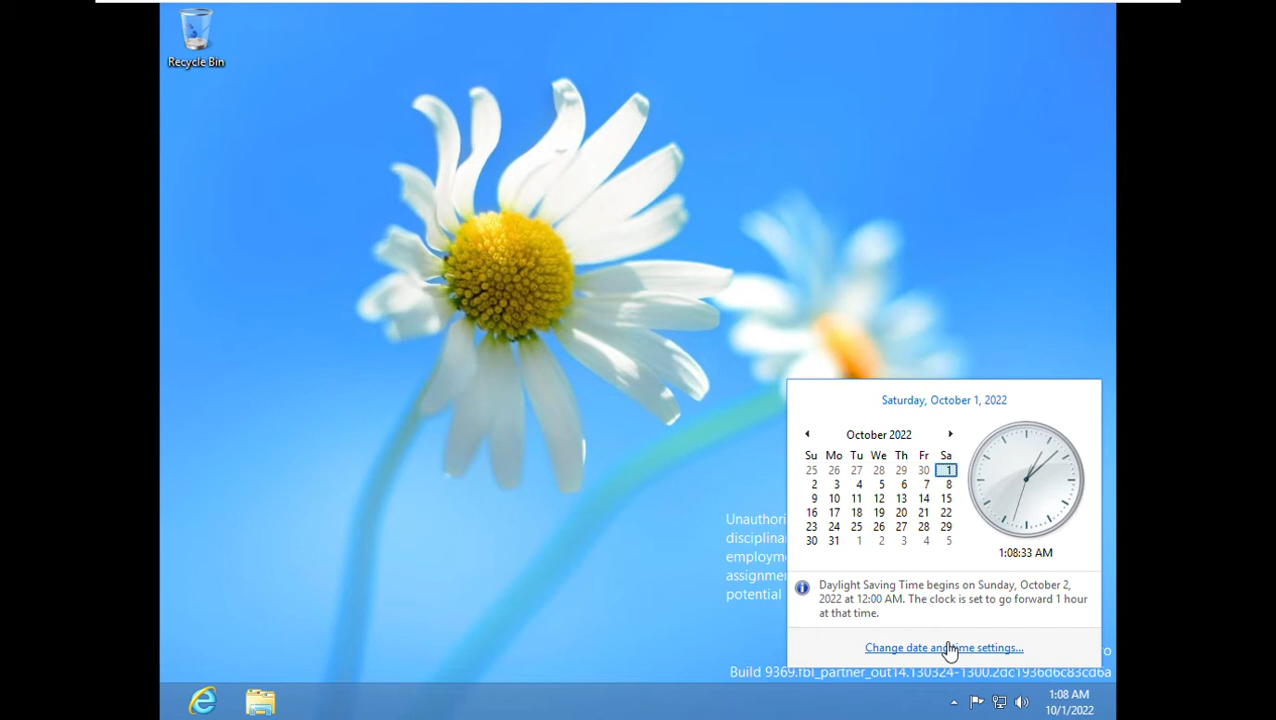 Recycle Bin
Saturday, October 1, 2022
October 2022
Su Mo Tu We Th Fr Sa
25 26 27 28 29 30 1
2 3 4 5 6 7 8
9 10 11 12 13 14 15
16 17 18 19 20 21 22
23 24 25 26 27 28 29
30 31 1 2 3 4 5
1:08:33 AM
Daylight Saving Time begins on Sunday, October 2,
2022 at 12:00 AM. The clock is set to go forward 1 hour
at that time.
Change date and time settings...
disciplinar
assignmen
potential
Build 9369.fbl_partner_out14.130324-1300.2dc1936d6c83cd6a
1:08 AM
10/1/2022